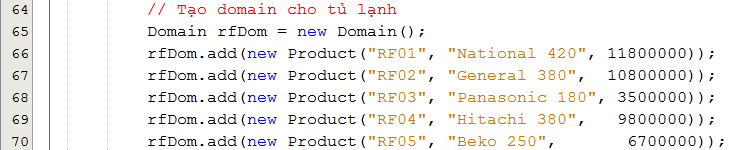 64 // Tạo domain cho tủ lạnh
65 Domain rfDom = new Domain();
66 rfDom.add(new Product("RF01", "National 420", 11800000));
67 rfDom.add(new Product("RF02", "General 380", 10800000));
68 rfDom.add(new Product("RF03", "Panasonic 180", 3500000));
69 rfDom.add(new Product("RF04", "Hitachi 380", 9800000));
70 rfDom.add(new Product("RF05", "Beko 250", 6700000));